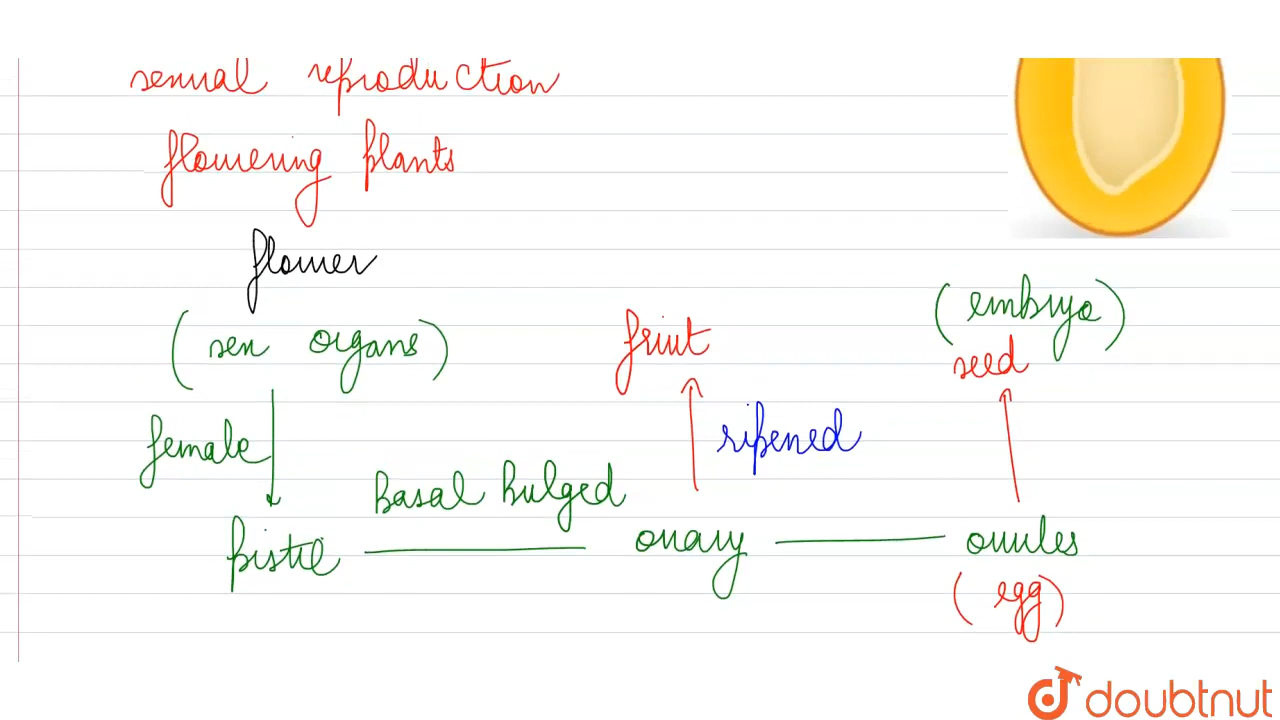 sexual reproduction
flowering plants
flower
(embryo)
(sex organs)
fruit
seed
female
ripened
basal bulged
pistil
ovary
ovules
(egg)
doubtnut